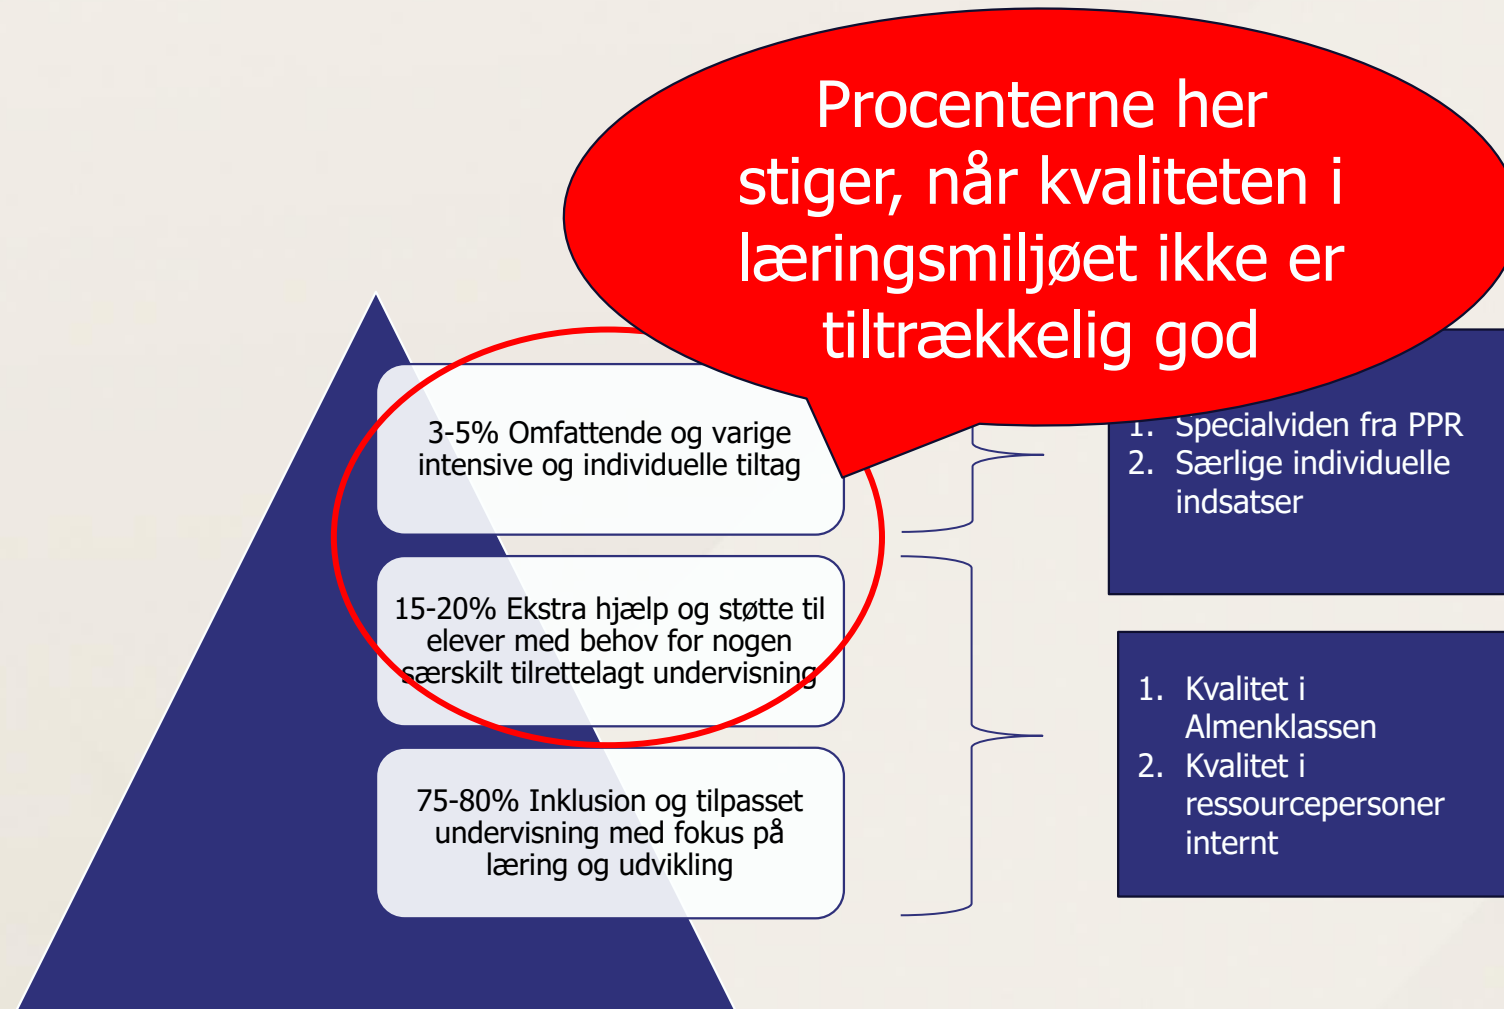 Procenterne her
stiger, når kvaliteten i
læringsmiljøet ikke er
tiltrækkelig god
3-5% Omfattende og varige
intensive og individuelle tiltag
15-20% Ekstra hjælp og støtte til
elever med behov for nogen
særskilt tilrettelagt undervisning
75-80% Inklusion og tilpasset
undervisning med fokus på
læring og udvikling
1. Specialviden fra PPR
2. Særlige individuelle
indsatser
1. Kvalitet i
Almenklassen
2. Kvalitet i
ressourcepersoner
internt